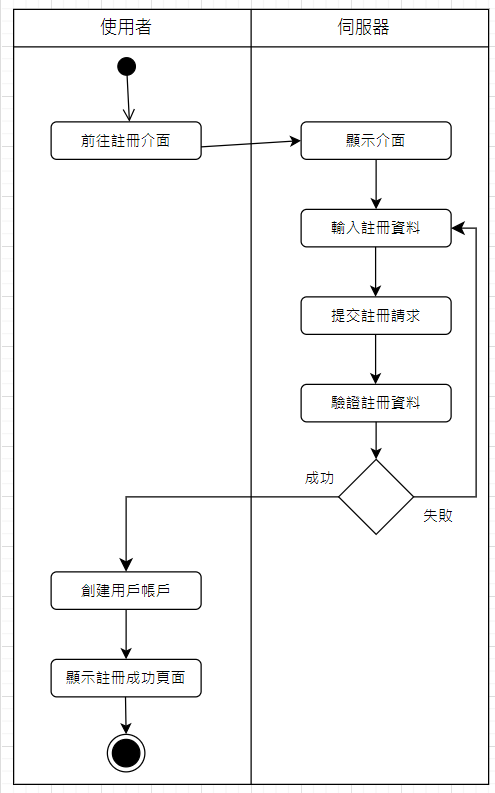 使用者
伺服器
前往註冊介面
顯示介面
輸入註冊資料
提交註冊請求
驗證註冊資料
成功
失敗
創建用戶帳戶
顯示註冊成功頁面